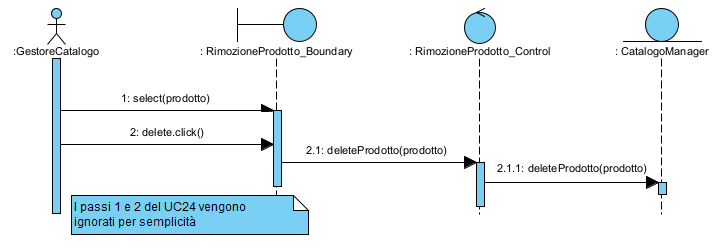 :GestoreCatalogo
: RimozioneProdotto_Boundary
: RimozioneProdotto_Control
: CatalogoManager
1: select(prodotto)
2: delete.click()
2.1: deleteProdotto(prodotto)
2.1.1: deleteProdotto(prodotto)
I passi 1 e 2 del UC24 vengono
ignorati per semplicità